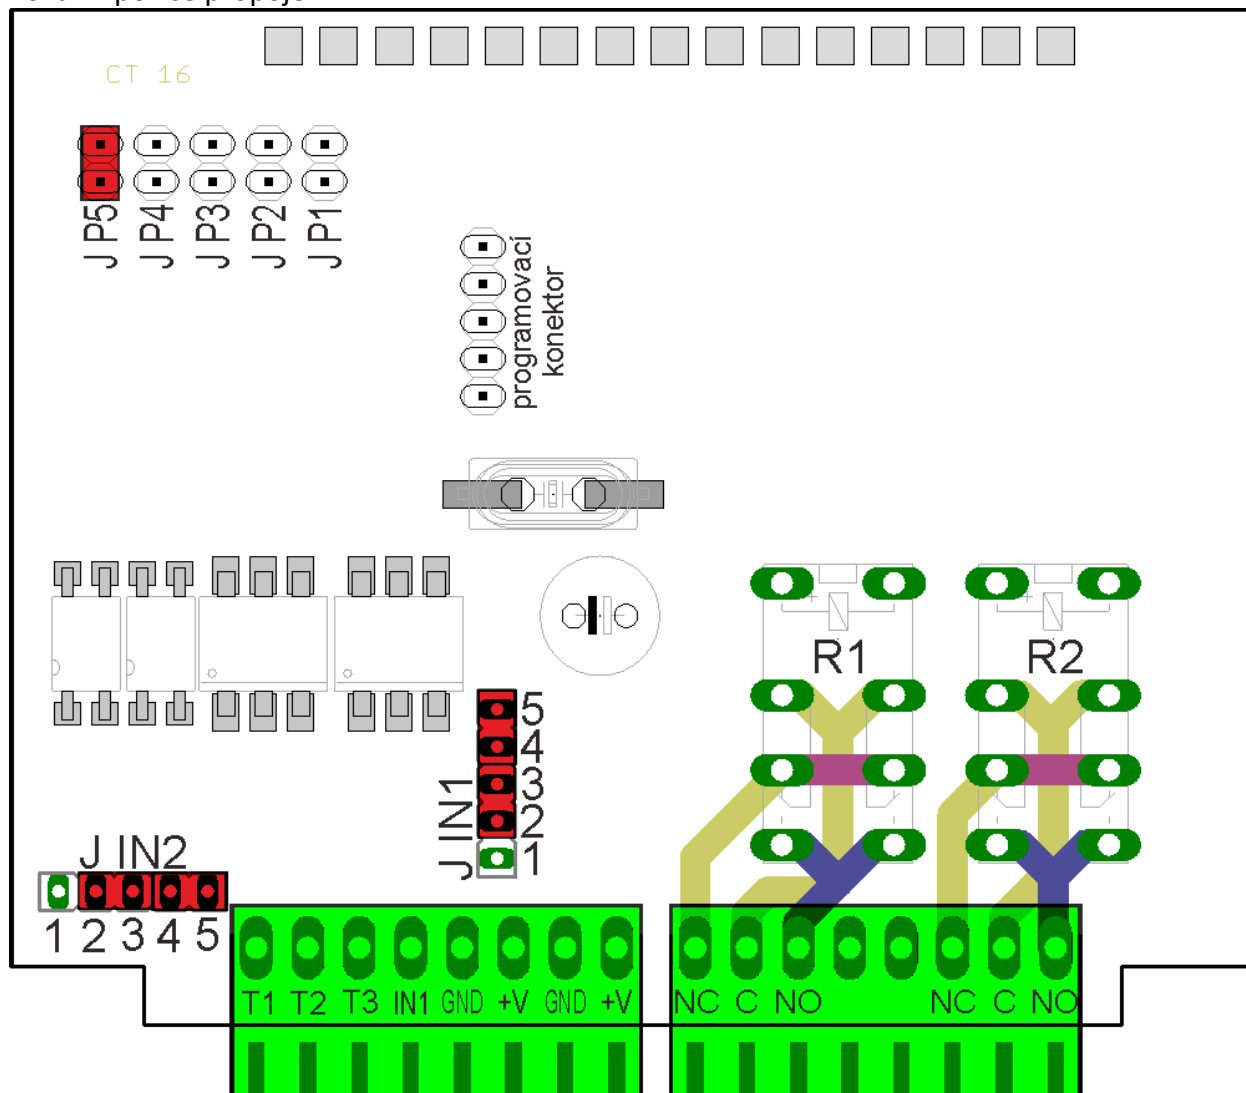 CT 16
JP5 JP4 JP3 JP2 JP1
programovací
konektor
R1 R2
5
4
3
2
1
J IN1
J IN2
1 2 3 4 5
T1 T2 T3 IN1 GND +V GND +V
NC C NO NC C NO